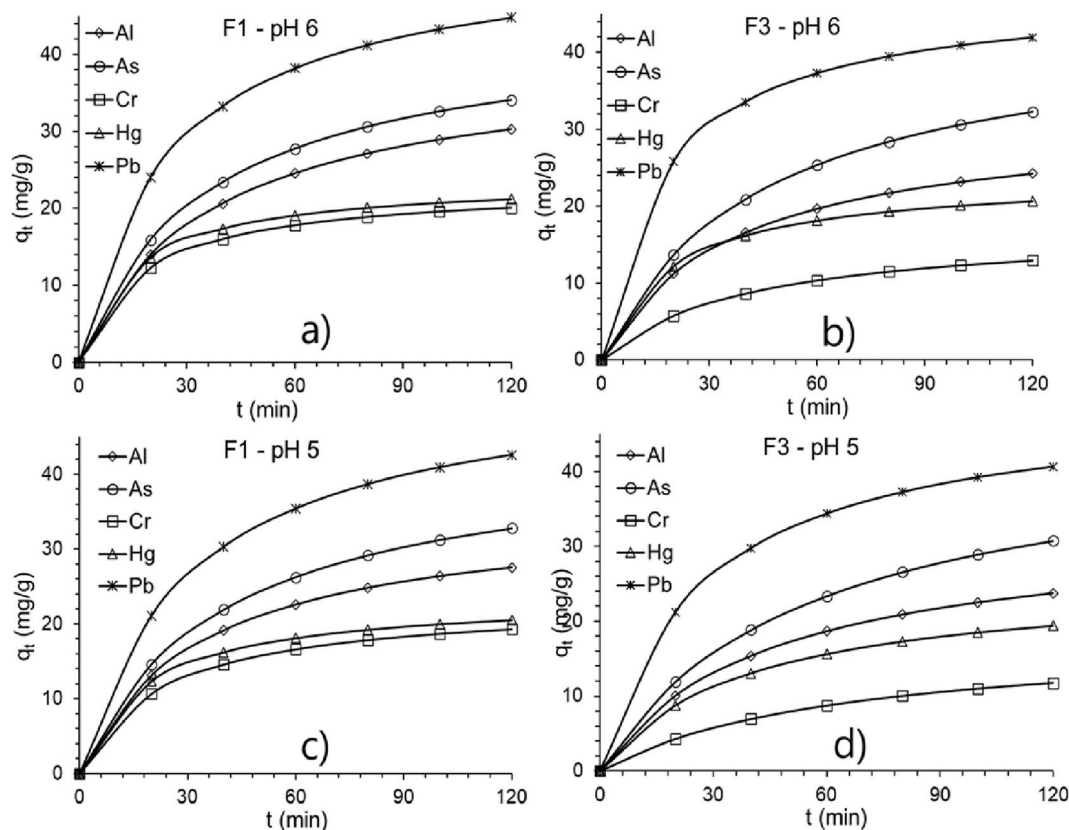 F1 - pH 6
Al
As
Cr
Hg
Pb
qt (mg/g)
40
30
20
10
0
a)
0 30 60 90 120
t (min)
F3 - pH 6
Al
As
Cr
Hg
Pb
qt (mg/g)
40
30
20
10
0
b)
0 30 60 90 120
t (min)
F1 - pH 5
Al
As
Cr
Hg
Pb
qt (mg/g)
40
30
20
10
0
c)
0 30 60 90 120
t (min)
F3 - pH 5
Al
As
Cr
Hg
Pb
qt (mg/g)
40
30
20
10
0
d)
0 30 60 90 120
t (min)